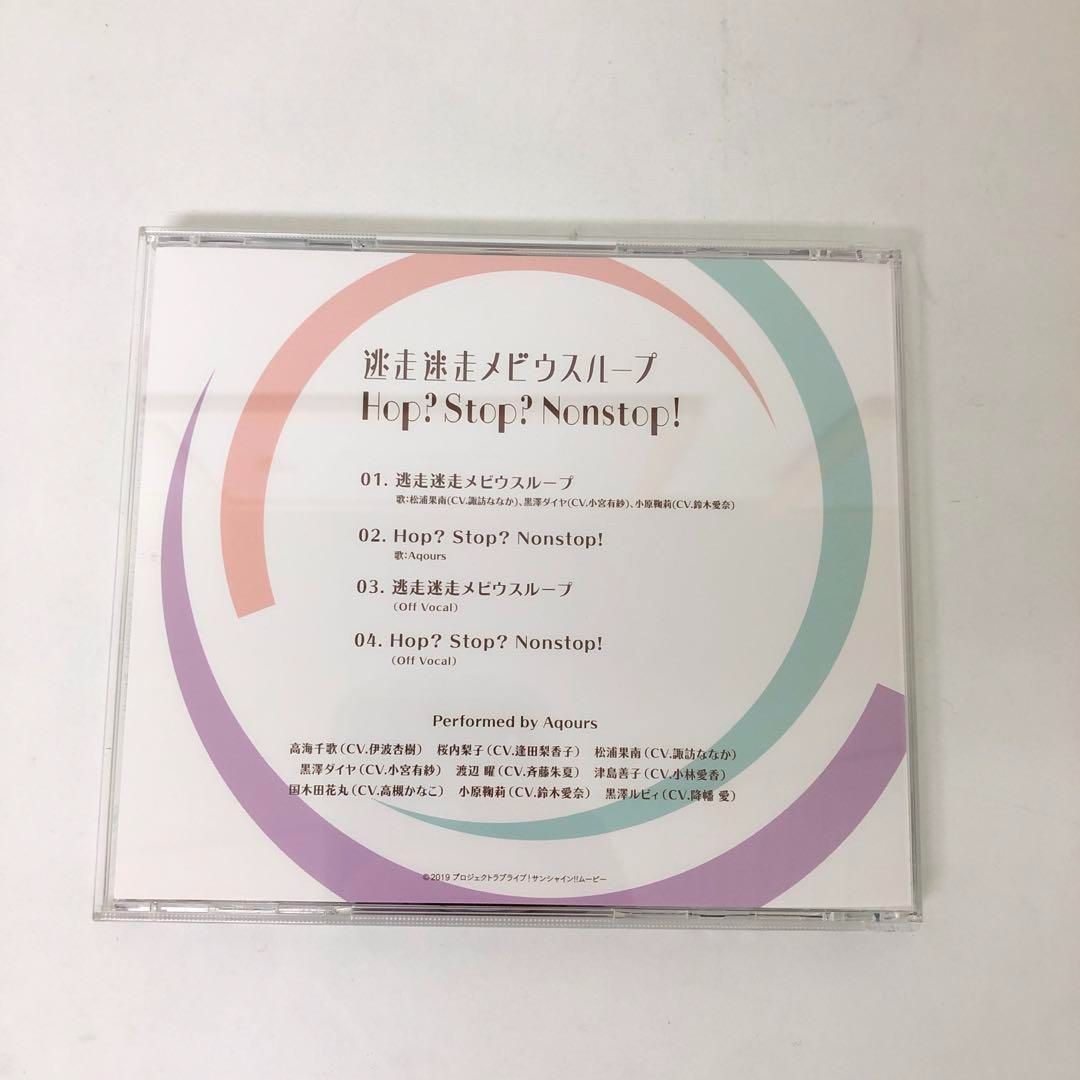 逃走迷走メビウスループ
Hop? Stop? Nonstop!
01. 逃走迷走メビウスループ
歌:松浦果南(CV.諏訪ななか)、黒澤ダイヤ(CV.小宮有紗)、小原鞠莉(CV.鈴木愛奈)
02. Hop? Stop? Nonstop!
歌:Aqours
03. 逃走迷走メビウスループ
(Off Vocal)
04. Hop? Stop? Nonstop!
(Off Vocal)
Performed by Aqours
高海千歌(CV.伊波杏樹) 桜内梨子(CV.逢田梨香子) 松浦果南(CV.諏訪ななか)
黒澤ダイヤ(CV.小宮有紗) 渡辺 曜(CV.斉藤朱夏) 津島善子(CV.小林愛香)
国木田花丸(CV.高槻かなこ) 小原鞠莉(CV.鈴木愛奈) 黒澤ルビィ(CV.降幡 愛)
©2019 プロジェクトラブライブ!サンシャイン!!ムービー